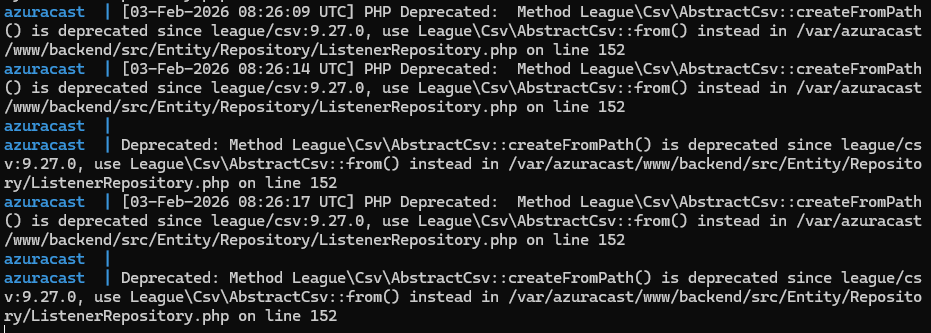 azuracast  | [03-Feb-2026 08:26:09 UTC] PHP Deprecated:  Method League\Csv\AbstractCsv::createFromPath
() is deprecated since league/csv:9.27.0, use League\Csv\AbstractCsv::from() instead in /var/azuracast
/www/backend/src/Entity/Repository/ListenerRepository.php on line 152
azuracast  | [03-Feb-2026 08:26:14 UTC] PHP Deprecated:  Method League\Csv\AbstractCsv::createFromPath
() is deprecated since league/csv:9.27.0, use League\Csv\AbstractCsv::from() instead in /var/azuracast
/www/backend/src/Entity/Repository/ListenerRepository.php on line 152
azuracast  |
azuracast  | Deprecated: Method League\Csv\AbstractCsv::createFromPath() is deprecated since league/cs
v:9.27.0, use League\Csv\AbstractCsv::from() instead in /var/azuracast/www/backend/src/Entity/Reposito
ry/ListenerRepository.php on line 152
azuracast  | [03-Feb-2026 08:26:17 UTC] PHP Deprecated:  Method League\Csv\AbstractCsv::createFromPath
() is deprecated since league/csv:9.27.0, use League\Csv\AbstractCsv::from() instead in /var/azuracast
/www/backend/src/Entity/Repository/ListenerRepository.php on line 152
azuracast  |
azuracast  | Deprecated: Method League\Csv\AbstractCsv::createFromPath() is deprecated since league/cs
v:9.27.0, use League\Csv\AbstractCsv::from() instead in /var/azuracast/www/backend/src/Entity/Reposito
ry/ListenerRepository.php on line 152